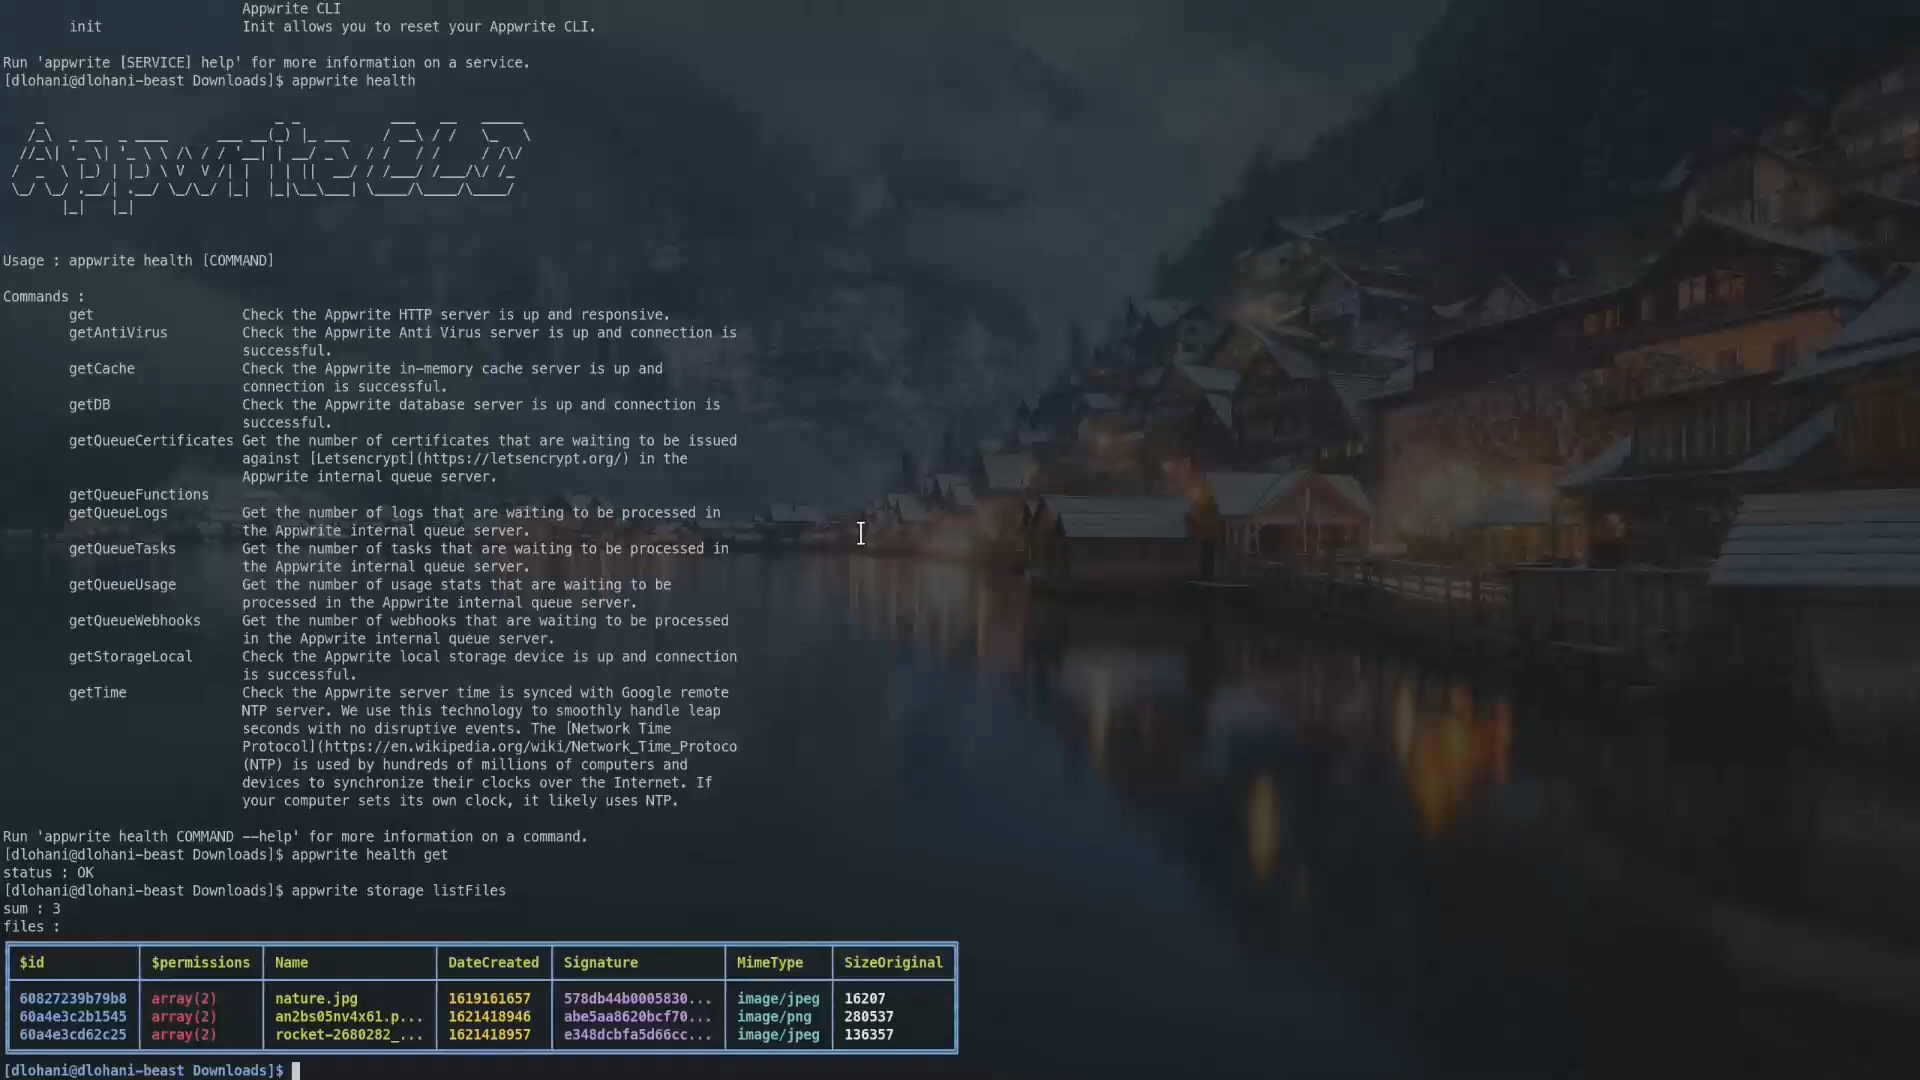 Appwrite CLI
init Init allows you to reset your Appwrite CLI.
Run 'appwrite [SERVICE] help' for more information on a service.
[dlohani@dlohani-beast Downloads]$ appwrite health
AppwriteCLI
Usage : appwrite health [COMMAND]
Commands :
get Check the Appwrite HTTP server is up and responsive.
getAntiVirus Check the Appwrite Anti Virus server is up and connection is
successful.
getCache Check the Appwrite in-memory cache server is up and
connection is successful.
getDB Check the Appwrite database server is up and connection is
successful.
getQueueCertificates Get the number of certificates that are waiting to be issued
against [Letsencrypt](https://letsencrypt.org/) in the
Appwrite internal queue server.
getQueueFunctions
getQueueLogs Get the number of logs that are waiting to be processed in
the Appwrite internal queue server.
getQueueTasks Get the number of tasks that are waiting to be processed in
the Appwrite internal queue server.
getQueueUsage Get the number of usage stats that are waiting to be
processed in the Appwrite internal queue server.
getQueueWebhooks Get the number of webhooks that are waiting to be processed
in the Appwrite internal queue server.
getStorageLocal Check the Appwrite local storage device is up and connection
is successful.
getTime Check the Appwrite server time is synced with Google remote
NTP server. We use this technology to smoothly handle leap
seconds with no disruptive events. The [Network Time
Protocol](https://en.wikipedia.org/wiki/Network_Time_Protoco
(NTP) is used by hundreds of millions of computers and
devices to synchronize their clocks over the Internet. If
your computer sets its own clock, it likely uses NTP.
Run 'appwrite health COMMAND --help' for more information on a command.
[dlohani@dlohani-beast Downloads]$ appwrite health get
status : OK
[dlohani@dlohani-beast Downloads]$ appwrite storage listFiles
sum : 3
files :
$id $permissions Name DateCreated Signature MimeType SizeOriginal
60827239b79b8 array(2) nature.jpg 1619161657 578db44b0005830... image/jpeg 16207
60a4e3c2b1545 array(2) an2bs05nv4x61.p... 1621418946 abe5aa8620bcf70... image/png 280537
60a4e3cd62c25 array(2) rocket-2680282_... 1621418957 e348dcbfa5d66cc... image/jpeg 136357
[dlohani@dlohani-beast Downloads]$